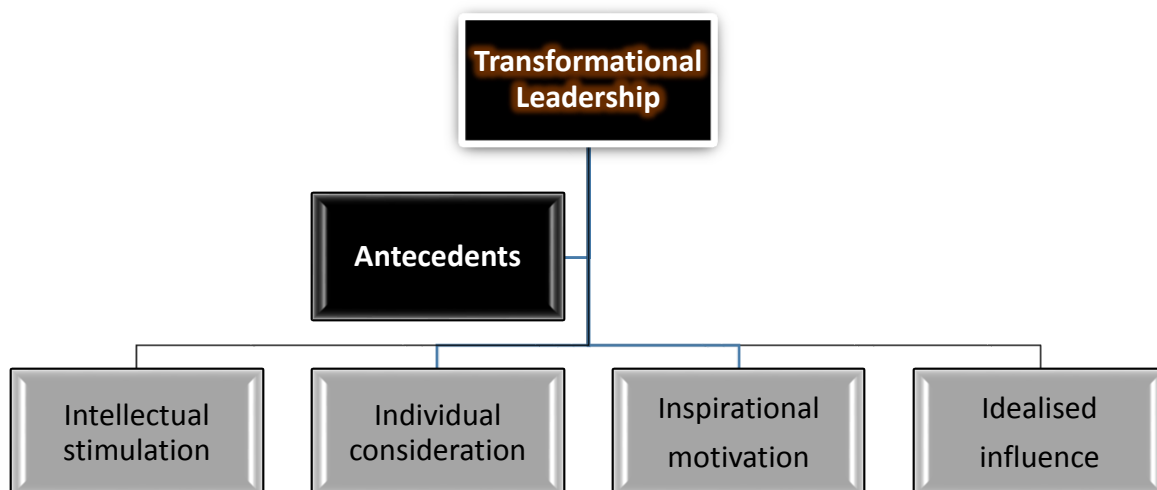 Transformational
Leadership
Antecedents
Intellectual
stimulation
Individual
consideration
Inspirational
motivation
Idealised
influence